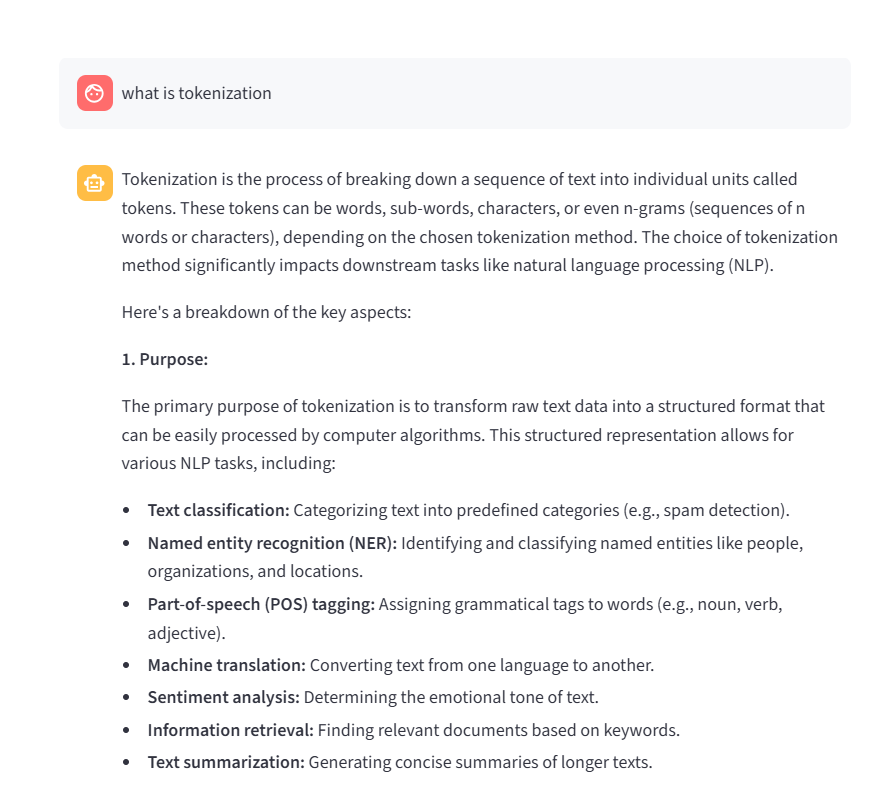 what is tokenization
Tokenization is the process of breaking down a sequence of text into individual units called
tokens. These tokens can be words, sub-words, characters, or even n-grams (sequences of n
words or characters), depending on the chosen tokenization method. The choice of tokenization
method significantly impacts downstream tasks like natural language processing (NLP).
Here's a breakdown of the key aspects:
1. Purpose:
The primary purpose of tokenization is to transform raw text data into a structured format that
can be easily processed by computer algorithms. This structured representation allows for
various NLP tasks, including:
• Text classification: Categorizing text into predefined categories (e.g., spam detection).
• Named entity recognition (NER): Identifying and classifying named entities like people,
organizations, and locations.
• Part-of-speech (POS) tagging: Assigning grammatical tags to words (e.g., noun, verb,
adjective).
• Machine translation: Converting text from one language to another.
• Sentiment analysis: Determining the emotional tone of text.
• Information retrieval: Finding relevant documents based on keywords.
• Text summarization: Generating concise summaries of longer texts.